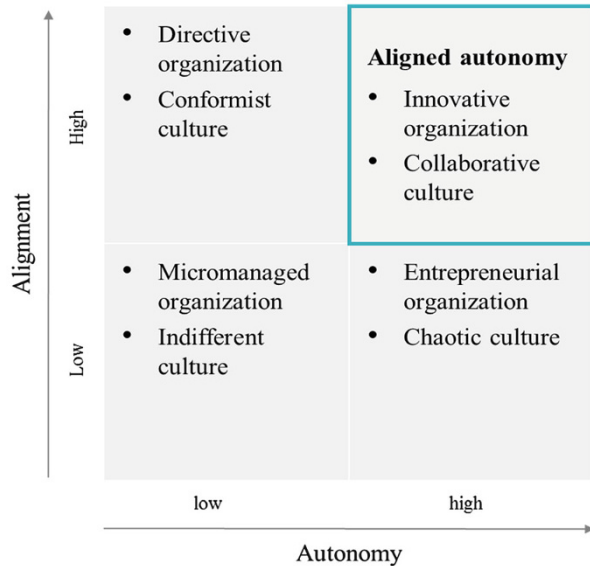 • Directive
organization
• Conformist
culture
Aligned autonomy
• Innovative
organization
• Collaborative
culture
• Micromanaged
organization
• Indifferent
culture
• Entrepreneurial
organization
• Chaotic culture
Alignment
High
Low
low
high
Autonomy